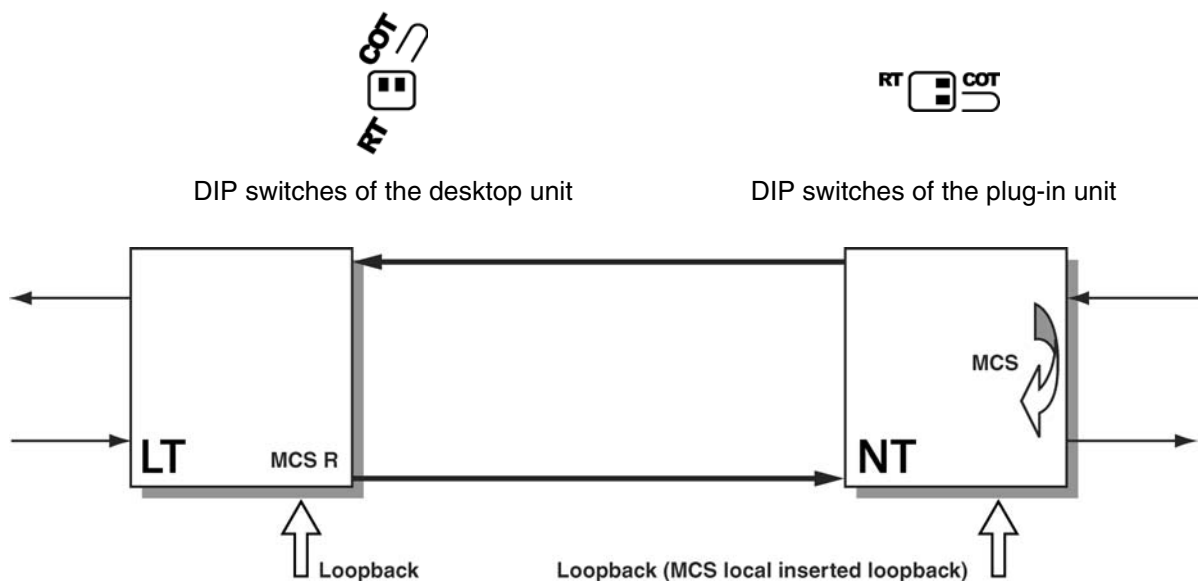 COT
RT
RT COT
DIP switches of the desktop unit
DIP switches of the plug-in unit
MCS
LT
MCS R
NT
Loopback
Loopback (MCS local inserted loopback)